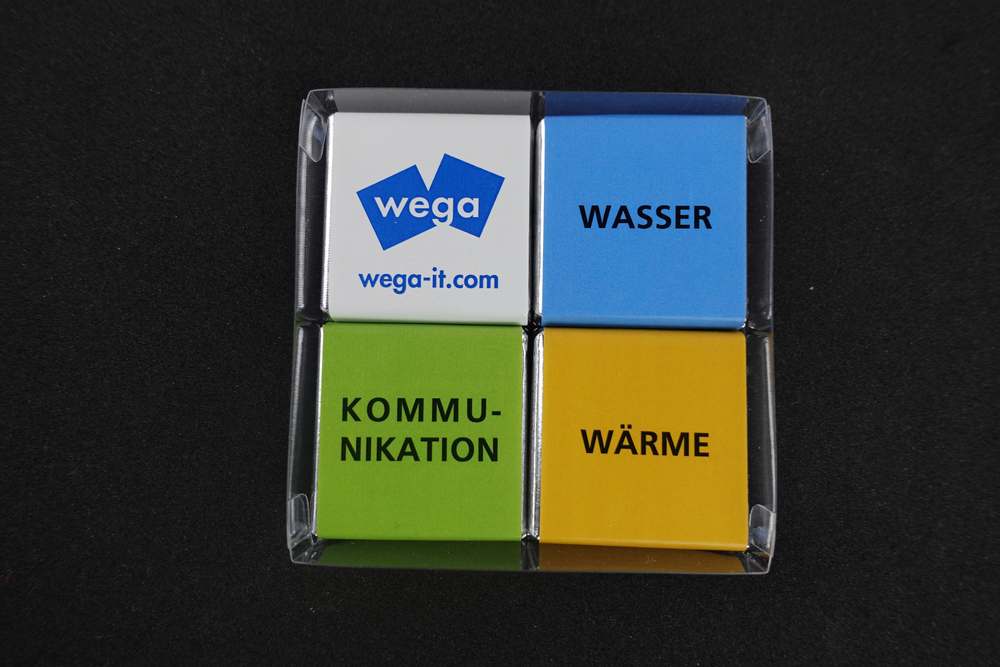 wega
wega-it.com
WASSER
KOMMU-
NIKATION
WÄRME